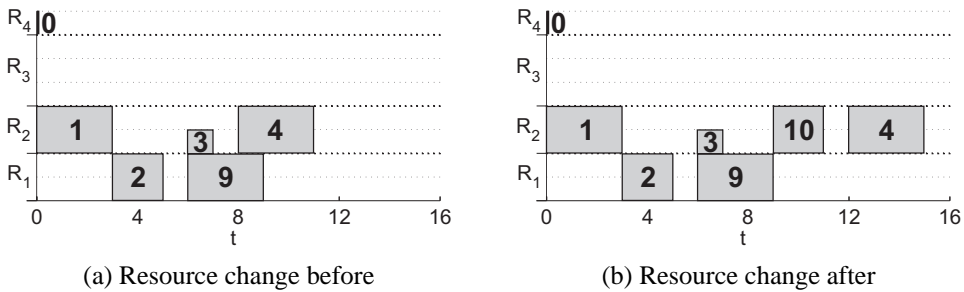 R4
0
R3
R2
1
3
4
R1
2
9
0 4 8 12 16
t
(a) Resource change before
R4
0
R3
R2
1
3
10
4
R1
2
9
0 4 8 12 16
t
(b) Resource change after